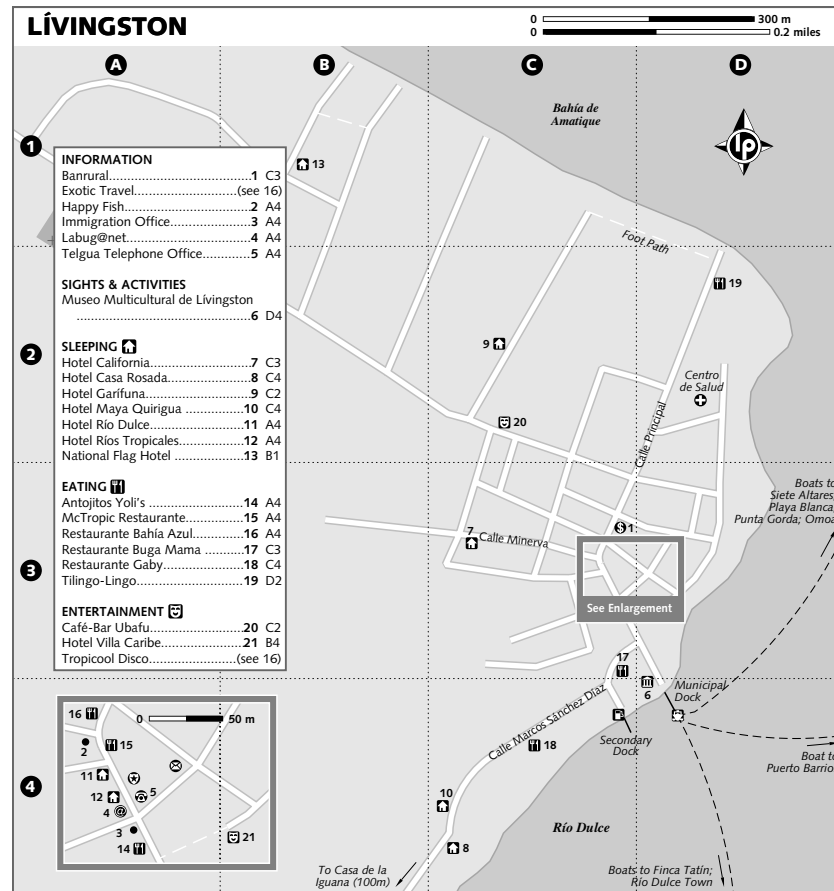 LÍVINGSTON
0 300 m
0 0.2 miles
A B C D
Bahía de
Amatique
lp
1
INFORMATION
Banrural..........................1 C3
Exotic Travel.....................(see 16)
Happy Fish........................2 A4
Immigration Office................3 A4
Labug@net.........................4 A4
Telgua Telephone Office...........5 A4
SIGHTS & ACTIVITIES
Museo Multicultural de Lívingston
..................................6 D4
2
SLEEPING
Hotel California..................7 C3
Hotel Casa Rosada.................8 C4
Hotel Garífuna....................9 C2
Hotel Maya Quirigua ..............10 C4
Hotel Río Dulce...................11 A4
Hotel Ríos Tropicales.............12 A4
National Flag Hotel ..............13 B1
EATING
Antojitos Yoli's .................14 A4
McTropic Restaurante..............15 A4
Restaurante Bahía Azul............16 A4
Restaurante Buga Mama ............17 C3
Restaurante Gaby..................18 C4
Tilingo-Lingo.....................19 D2
3
ENTERTAINMENT
Café-Bar Ubafu....................20 C2
Hotel Villa Caribe................21 B4
Tropicool Disco...................(see 16)
13
Foot Path
19
9
Centro
de Salud
20
Calle Principal
Boats to
Siete Altares;
Playa Blanca;
Punta Gorda; Omoa
$ 1
7
Calle Minerva
See Enlargement
17
6
Municipal
Dock
Calle Marcos Sánchez Díaz
Secondary
Dock
18
Boat to
Puerto Barrios
10
8
Río Dulce
To Casa de la
Iguana (100m)
Boats to Finca Tatín;
Río Dulce Town
4
0 50 m
16
2
15
11
12
5
4 @
3
14
21